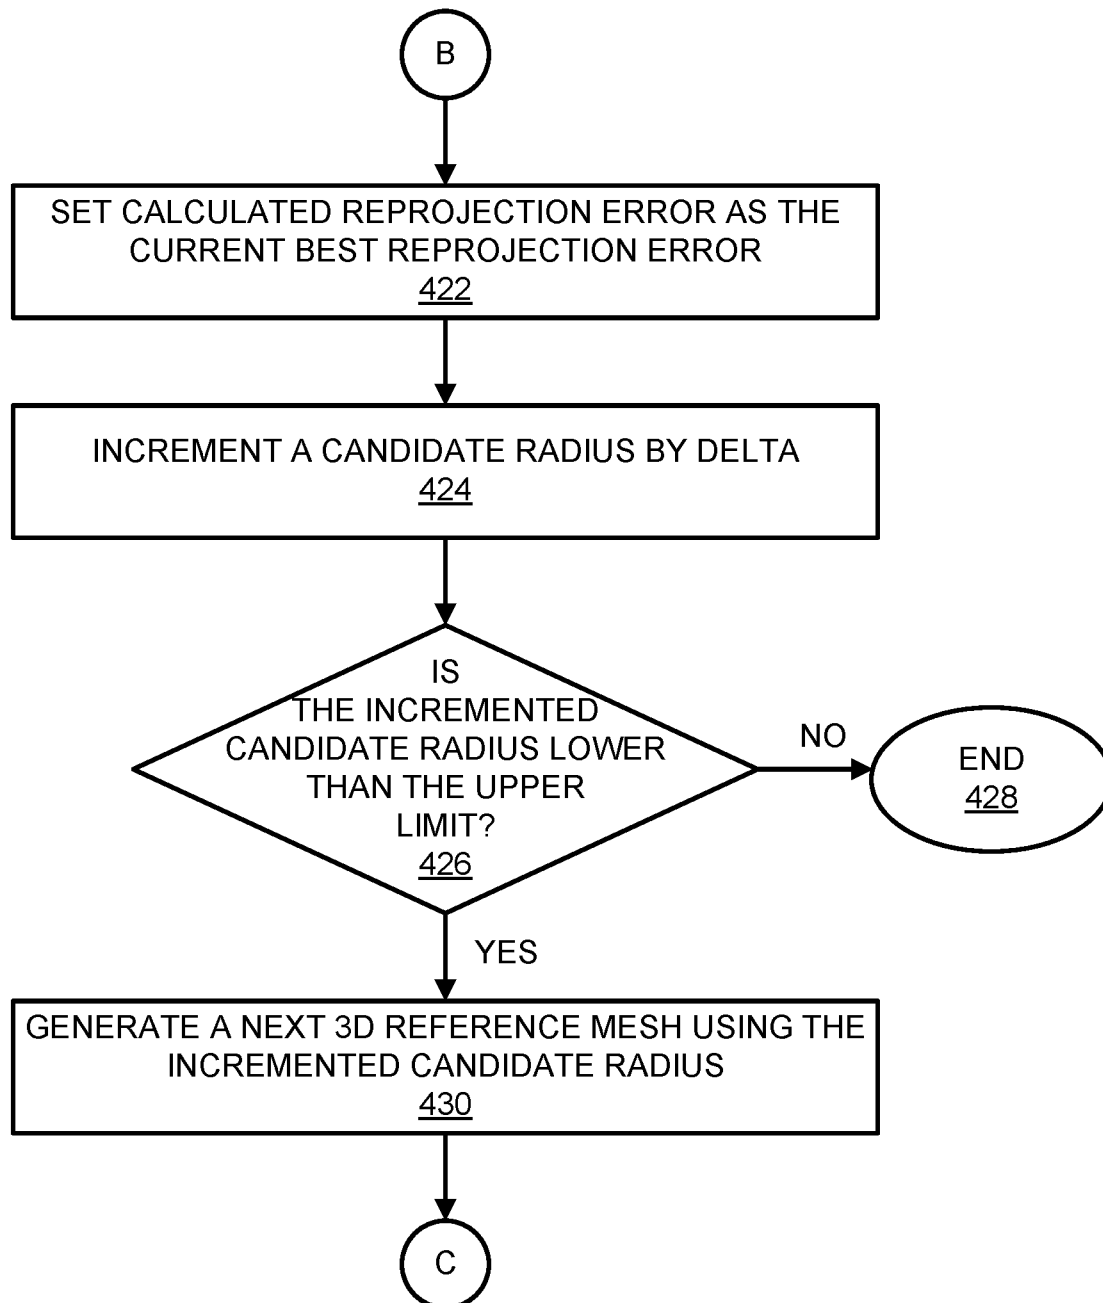 B
SET CALCULATED REPROJECTION ERROR AS THE
CURRENT BEST REPROJECTION ERROR
422
INCREMENT A CANDIDATE RADIUS BY DELTA
424
IS
THE INCREMENTED
CANDIDATE RADIUS LOWER
THAN THE UPPER
LIMIT?
426
NO
END
428
YES
GENERATE A NEXT 3D REFERENCE MESH USING THE
INCREMENTED CANDIDATE RADIUS
430
C